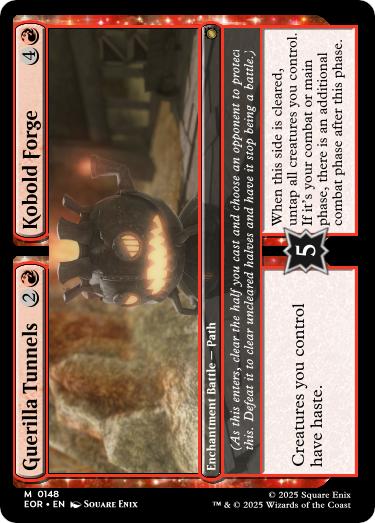 Guerilla Tunnels 2
Kobold Forge 4
Enchantment Battle — Path
(As this enters, clear the half you cast and choose an opponent to protect
this. Defeat it to clear uncleared halves and have it stop being a battle.)
Creatures you control
have haste.
5
When this side is cleared,
untap all creatures you control.
If it's your combat or main
phase, there is an additional
combat phase after this phase.
M 0148
EOR • EN SQUARE ENIX
© 2025 Square Enix
™ & © 2025 Wizards of the Coast